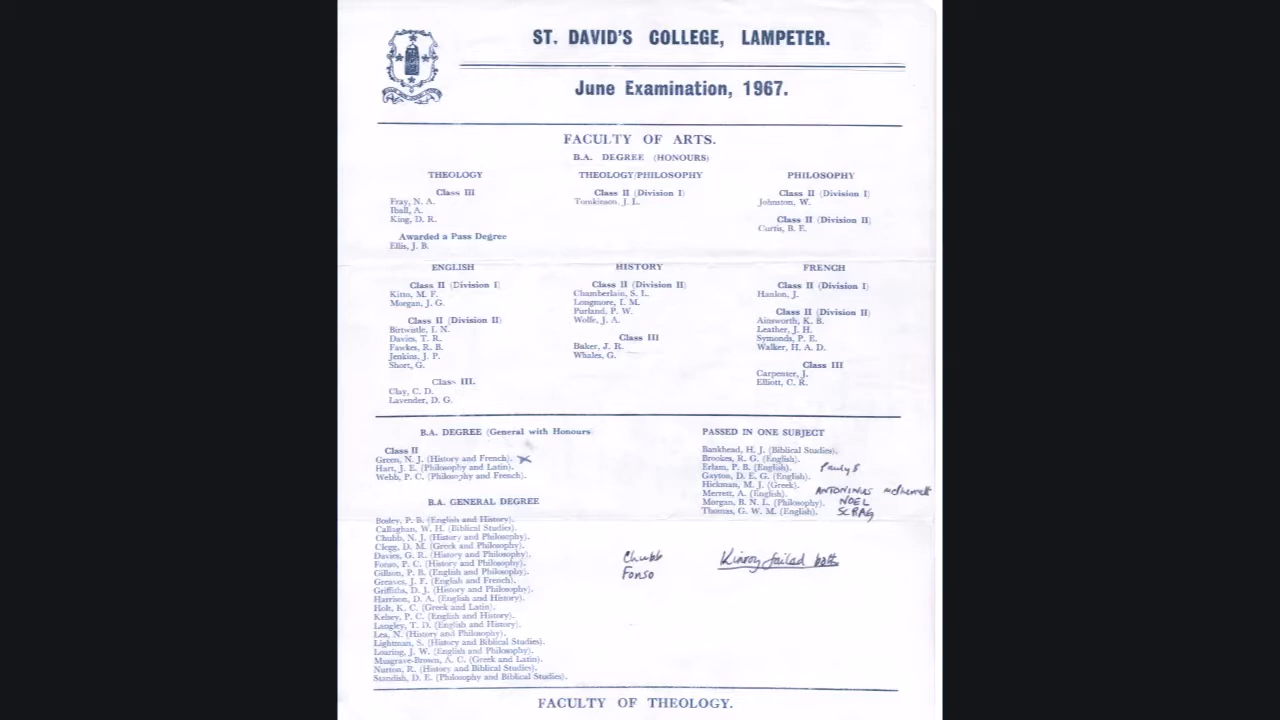 ST. DAVID'S COLLEGE, LAMPETER.
June Examination, 1967.
FACULTY OF ARTS.
B.A. DEGREE (HONOURS)
THEOLOGY
Class III
Fray, N. A.
Iball, A.
King, D. R.
Awarded a Pass Degree
Ellis, J. B.
THEOLOGY/PHILOSOPHY
Class II (Division I)
Tomkinson, J. L.
PHILOSOPHY
Class II (Division I)
Johnston, W.
Class II (Division II)
Curtis, B. E.
ENGLISH
Class II (Division I)
Kitto, M. F.
Morgan, J. G.
Class II (Division II)
Birtwistle, I. N.
Davies, T. R.
Fawkes, R. B.
Jenkins, J. P.
Short, G.
Class III.
Clay, C. D.
Lavender, D. G.
HISTORY
Class II (Division II)
Chamberlain, S. L.
Longmore, I. M.
Purland, P. W.
Wolfe, J. A.
Class III
Baker, J. R.
Whales, G.
FRENCH
Class II (Division I)
Hanlon, J.
Class II (Division II)
Ainsworth, K. B.
Leather, J. H.
Symonds, P. E.
Walker, H. A. D.
Class III
Carpenter, J.
Elliott, C. R.
B.A. DEGREE (General with Honours)
Class II
Green, N. J. (History and French).
Hart, J. E. (Philosophy and Latin).
Webb, P. C. (Philosophy and French).
B.A. GENERAL DEGREE
Bosley, P. B. (English and History).
Callaghan, W. H. (Biblical Studies).
Chubb, N. J. (History and Philosophy).
Clegg, D. M. (Greek and Philosophy).
Davies, G. R. (History and Philosophy).
Fonso, P. C. (History and Philosophy).
Gillson, P. B. (English and Philosophy).
Greaves, J. F. (English and French).
Griffiths, D. J. (History and Philosophy).
Harrison, D. A. (English and History).
Holt, K. C. (Greek and Latin).
Kelsey, P. C. (English and History).
Langley, T. D. (English and History).
Lea, N. (History and Philosophy).
Lightman, S. (History and Biblical Studies).
Loaring, J. W. (English and Philosophy).
Musgrave-Brown, A. C. (Greek and Latin).
Nurton, R. (History and Biblical Studies).
Standish, D. E. (Philosophy and Biblical Studies).
Chubb
Fonso
PASSED IN ONE SUBJECT
Bankhead, H. J. (Biblical Studies).
Brookes, R. G. (English).
Erlam, P. B. (English).
Gayton, D. E. G. (English).
Hickman, M. J. (Greek).
Merrett, A. (English). ANTONINUS
Morgan, B. N. L. (Philosophy). NOEL
Thomas, G. W. M. (English). SCRAG
failed both
FACULTY OF THEOLOGY.